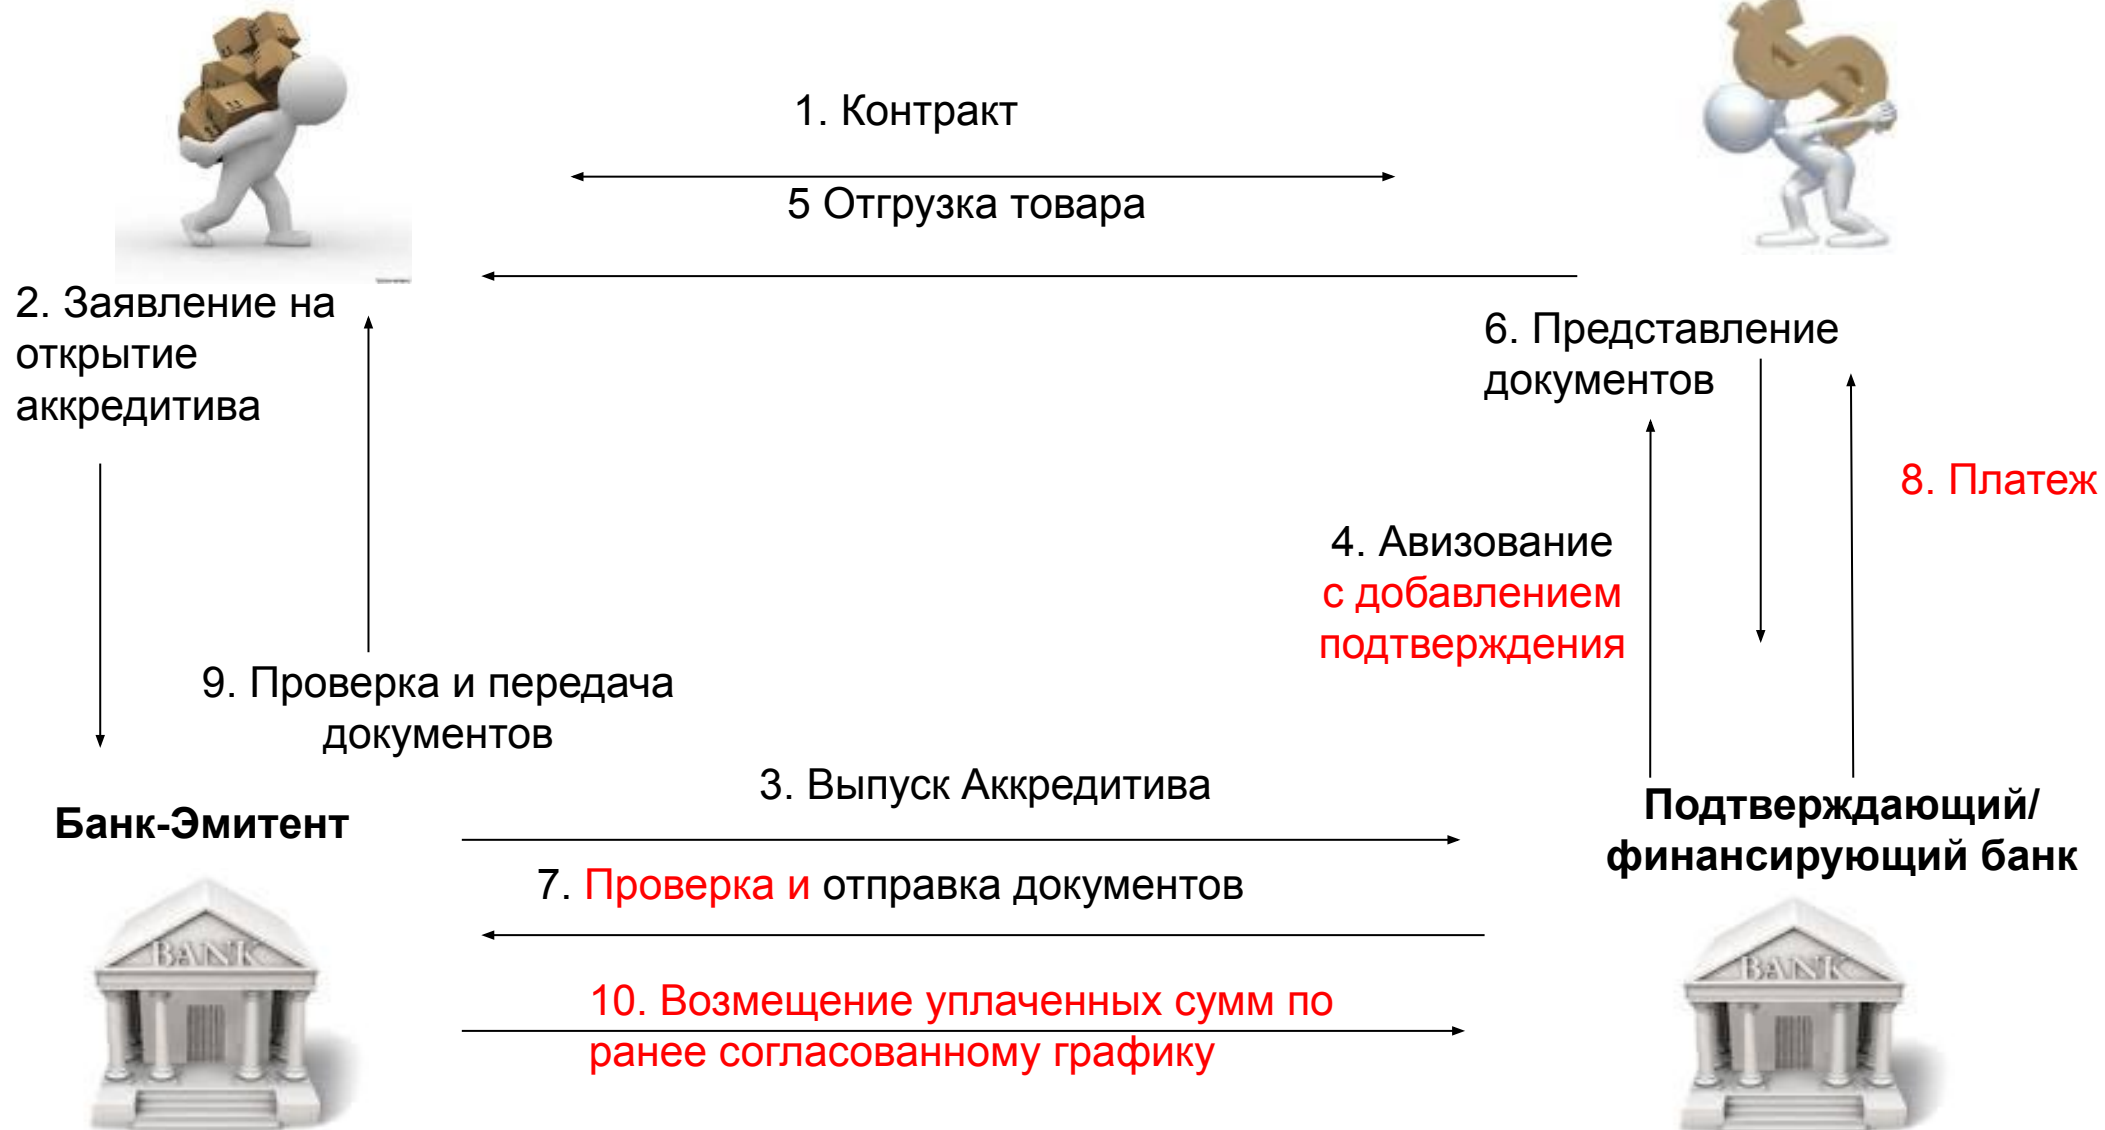 1. Контракт
5 Отгрузка товара
2. Заявление на
открытие
аккредитива
6. Представление
документов
8. Платеж
4. Авизование
с добавлением
подтверждения
9. Проверка и передача
документов
3. Выпуск Аккредитива
Банк-Эмитент
Подтверждающий/
финансирующий банк
7. Проверка и отправка документов
BANK
BANK
10. Возмещение уплаченных сумм по
ранее согласованному графику